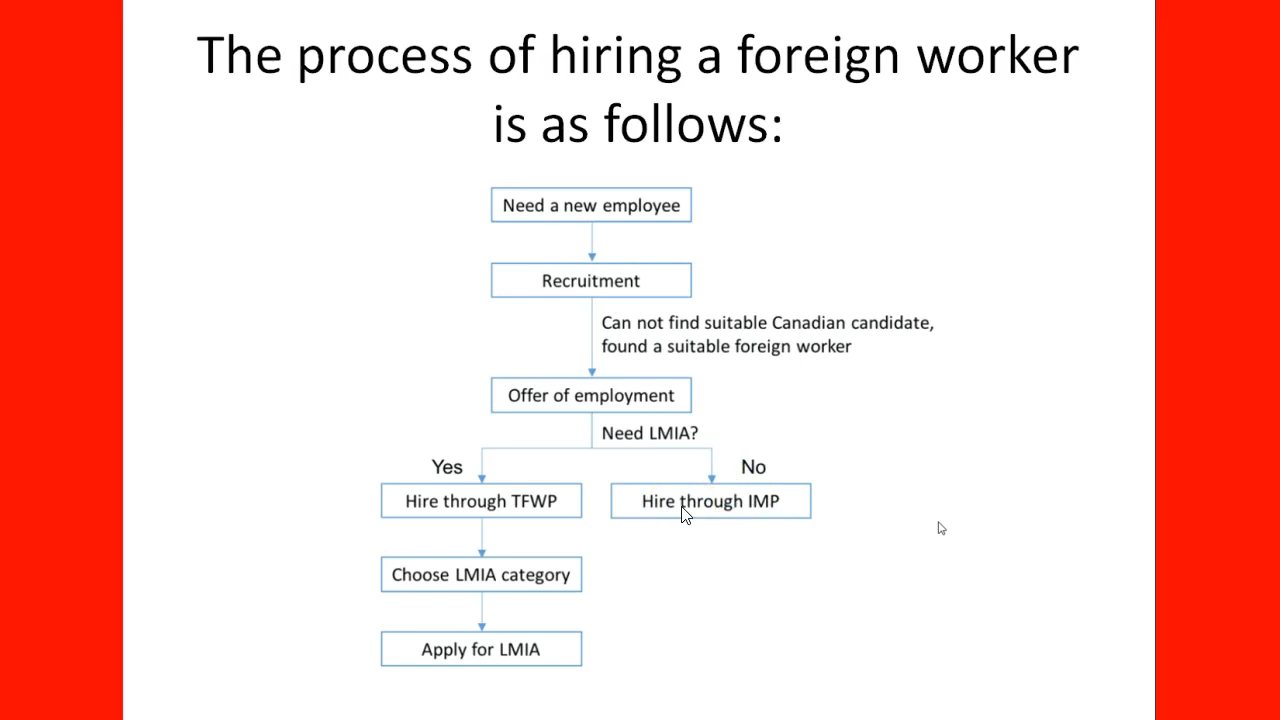 The process of hiring a foreign worker
is as follows:
Need a new employee
Recruitment
Can not find suitable Canadian candidate,
found a suitable foreign worker
Offer of employment
Need LMIA?
Yes
No
Hire through TFWP
Hire through IMP
Choose LMIA category
Apply for LMIA